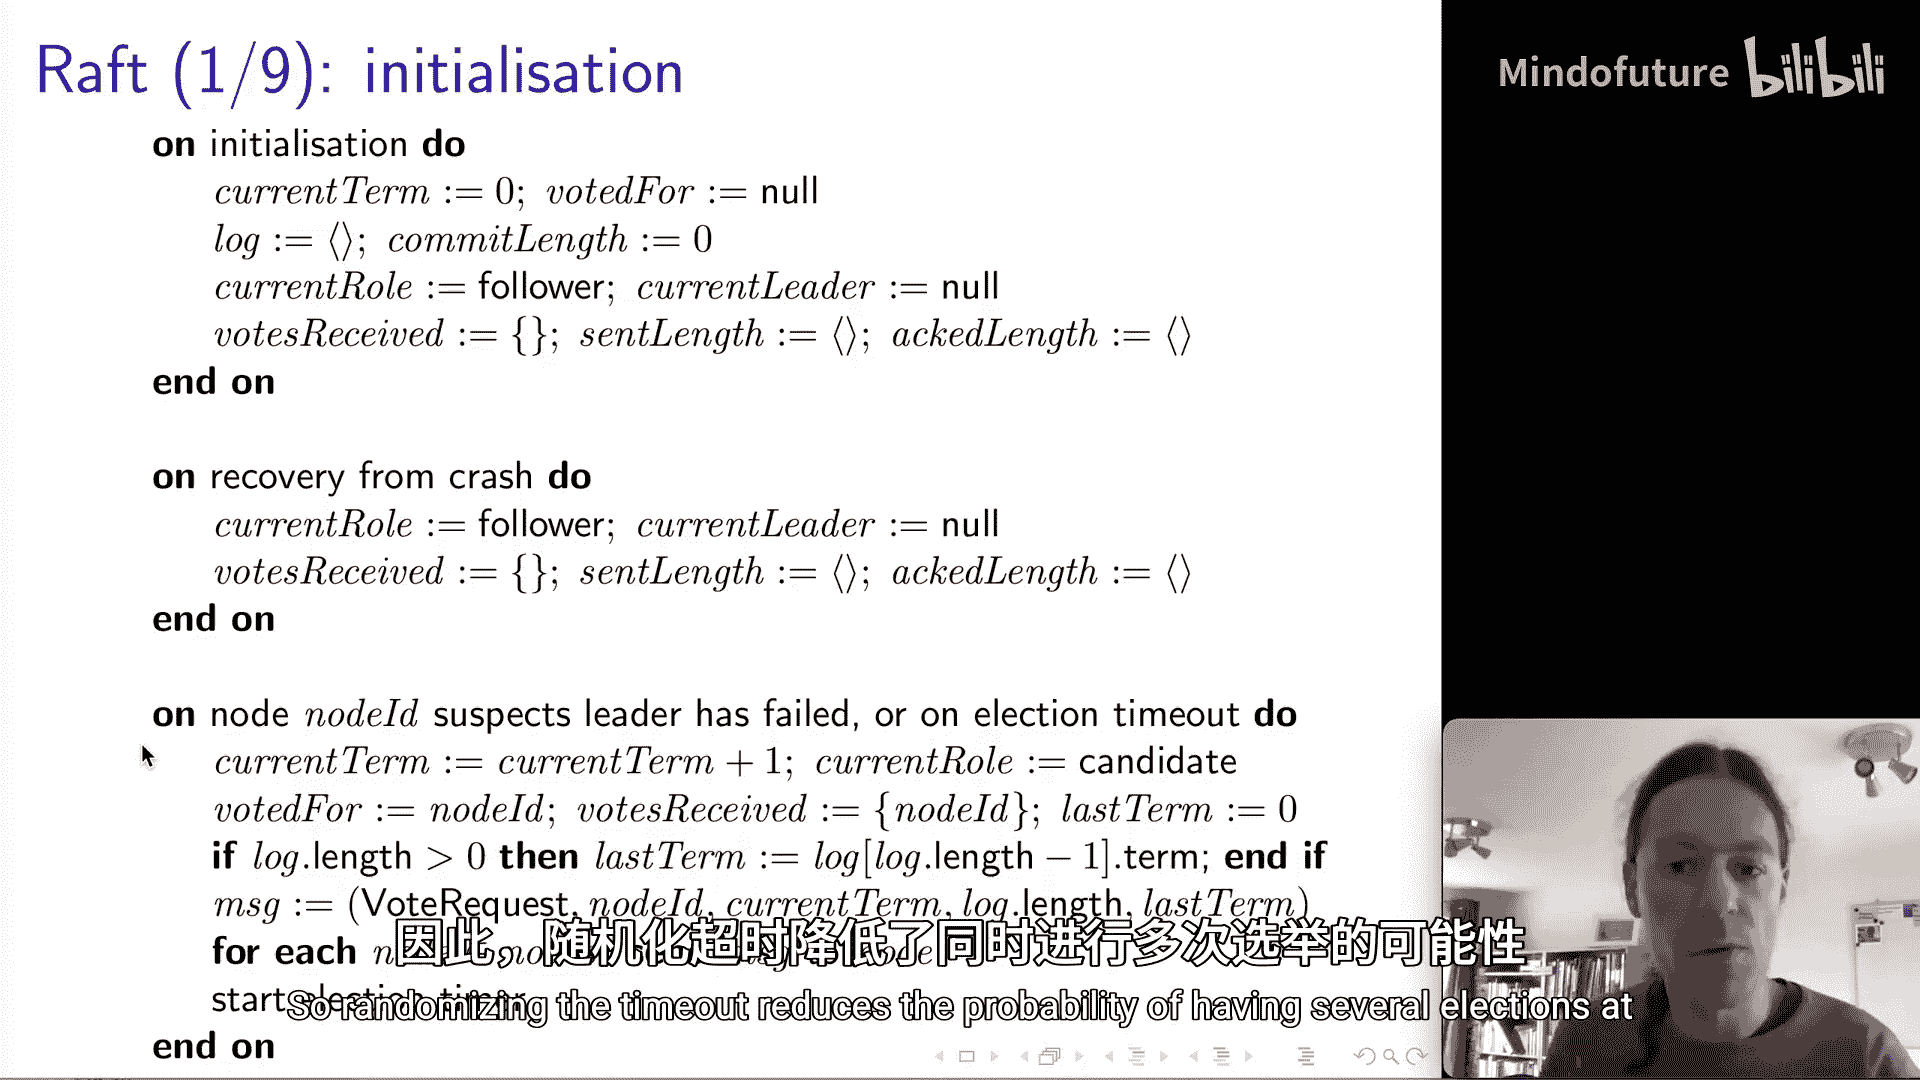 Raft (1/9): initialisation
Mindofuture bilibili
on initialisation do
currentTerm := 0; votedFor := null
log := ⟨⟩; commitLength := 0
currentRole := follower; currentLeader := null
votesReceived := {}; sentLength := ⟨⟩; ackedLength := ⟨⟩
end on
on recovery from crash do
currentRole := follower; currentLeader := null
votesReceived := {}; sentLength := ⟨⟩; ackedLength := ⟨⟩
end on
on node nodeId suspects leader has failed, or on election timeout do
currentTerm := currentTerm + 1; currentRole := candidate
votedFor := nodeId; votesReceived := {nodeId}; lastTerm := 0
if log.length > 0 then lastTerm := log[log.length − 1].term; end if
msg := (VoteRequest, nodeId, currentTerm, log.length, lastTerm)
for each
因此，随机化超时降低了同时进行多次选举的可能性
start election timer
So randomizing the timeout reduces the probability of having several elections at
end on